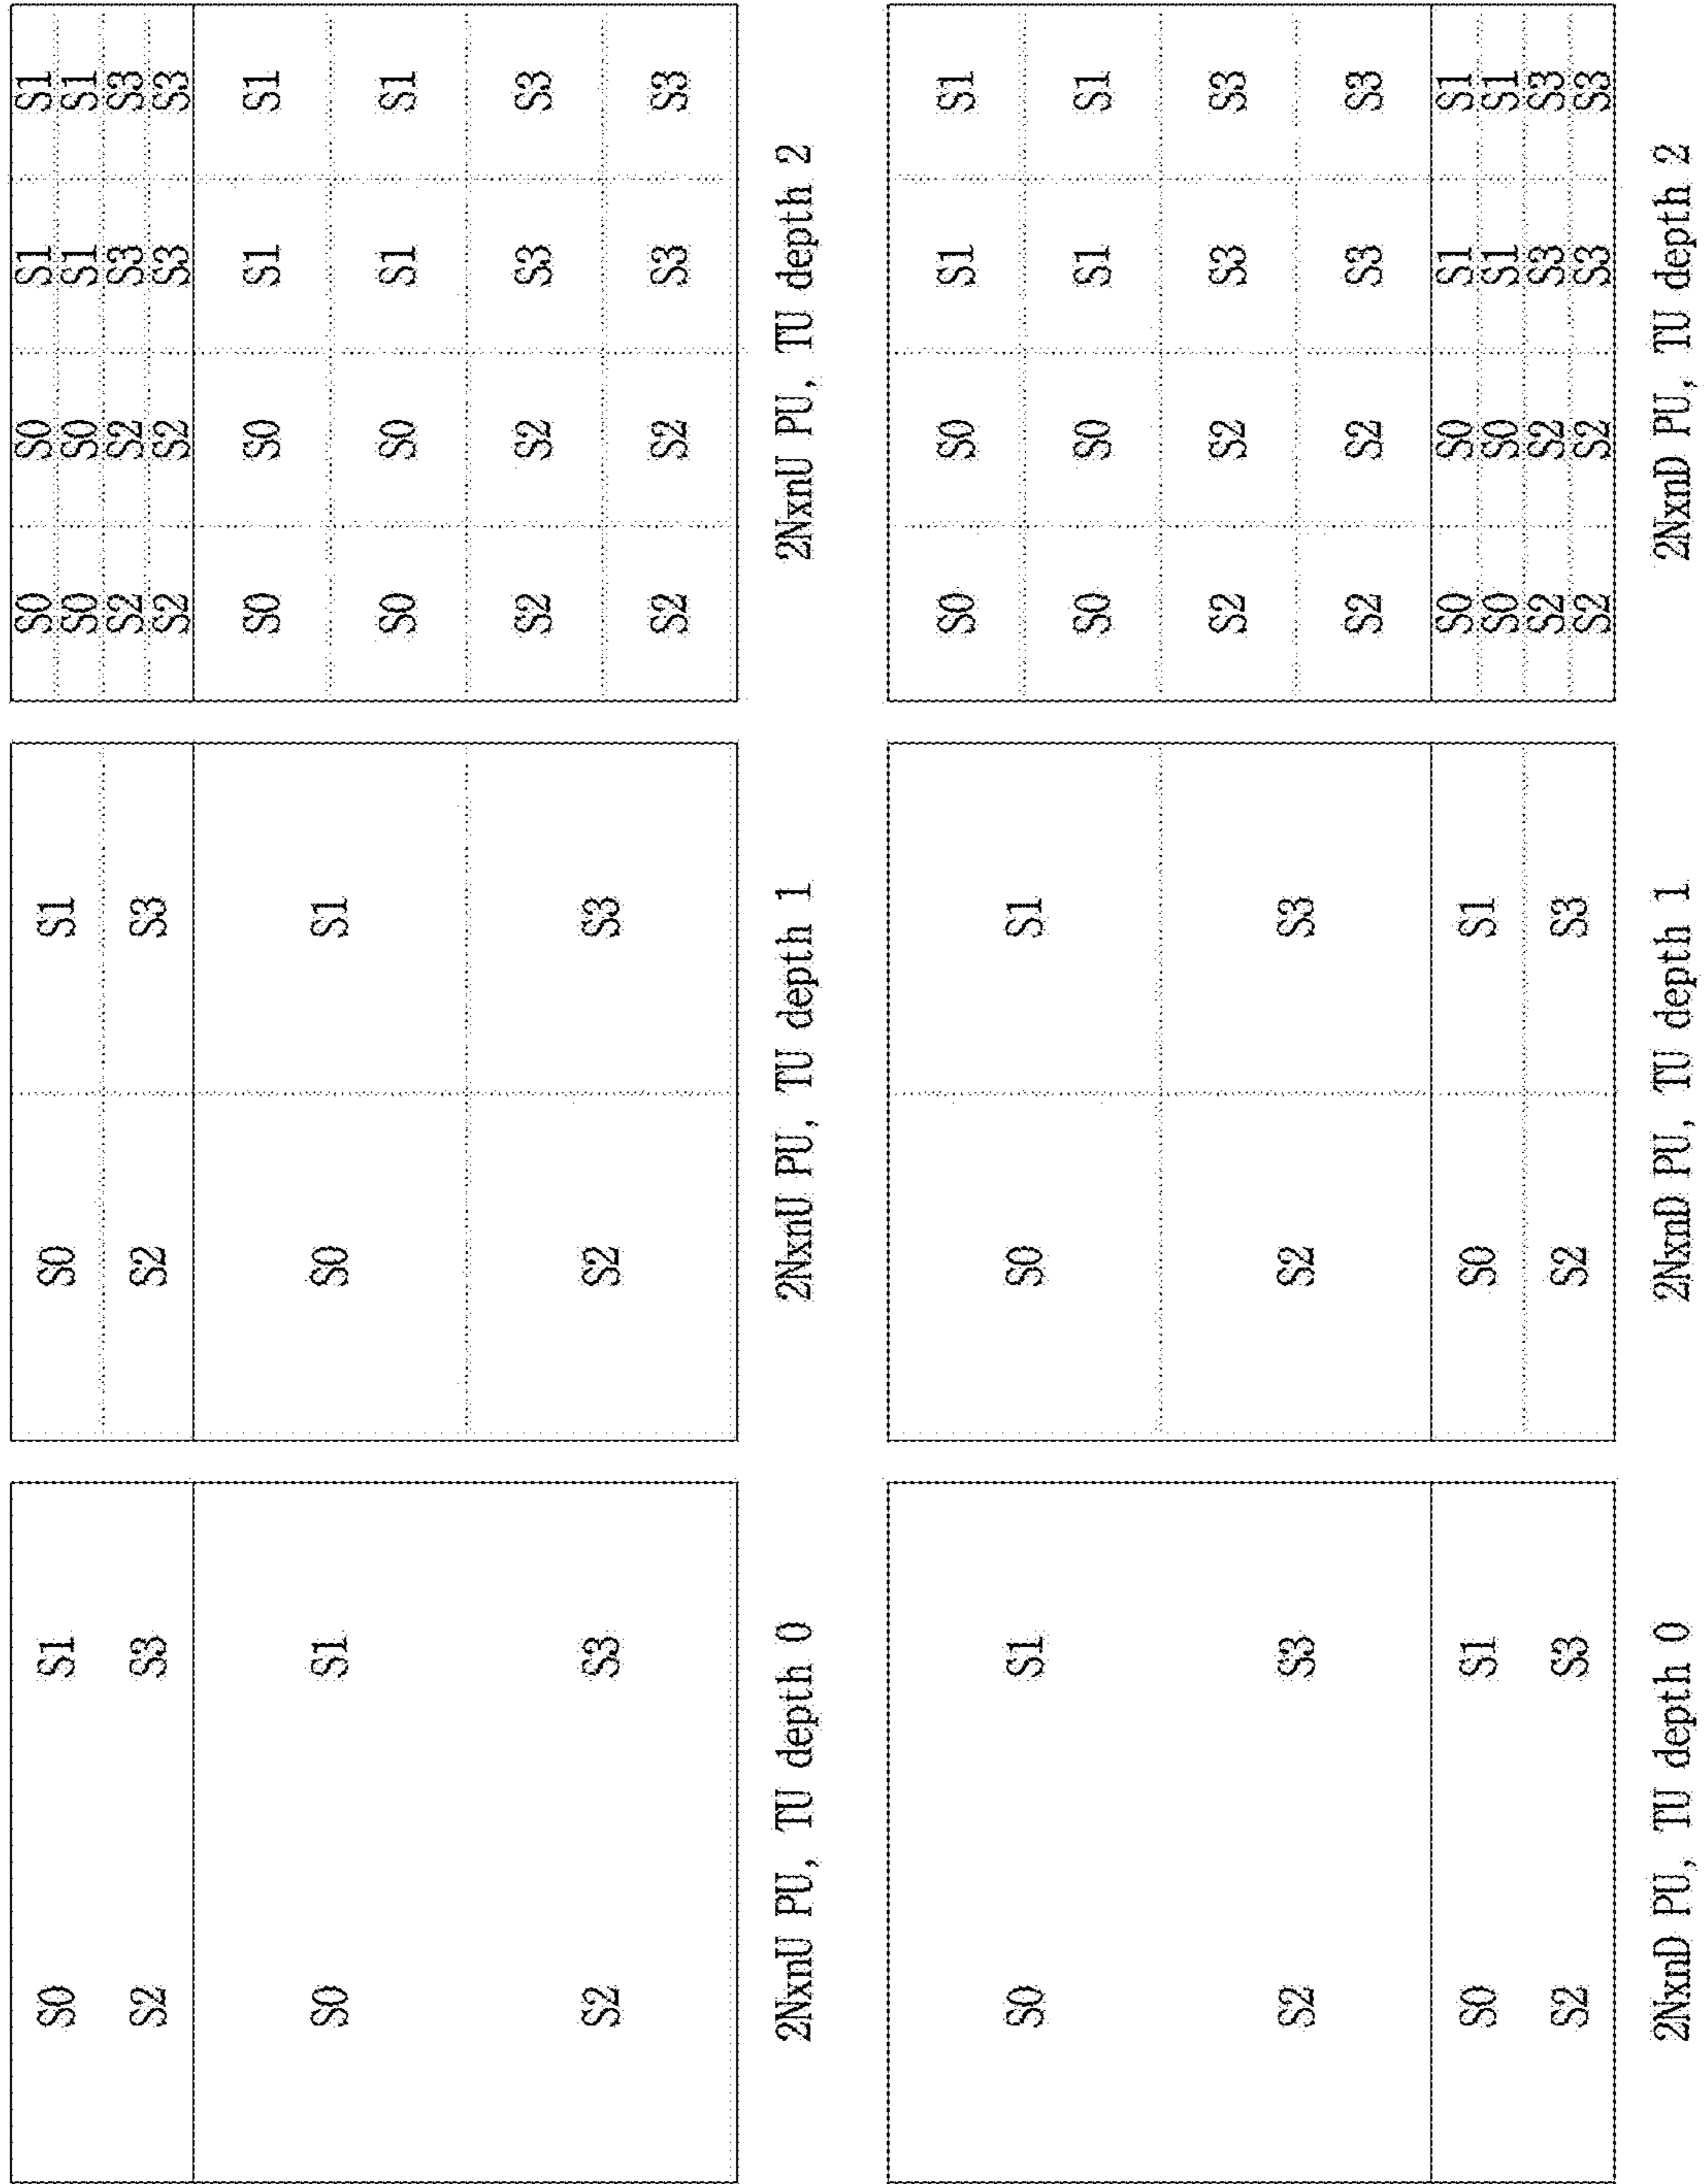 S0 S1
S2 S3
S0 S1
S2 S3
2NxnU PU, TU depth 0
S0 S1
S2 S3
S0 S1
S2 S3
2NxnU PU, TU depth 1
S0 S0 S1 S1
S0 S0 S1 S1
S2 S2 S3 S3
S2 S2 S3 S3
S0 S0 S1 S1
S0 S0 S1 S1
S2 S2 S3 S3
S2 S2 S3 S3
2NxnU PU, TU depth 2
S0 S1
S2 S3
S0 S1
S2 S3
2NxnD PU, TU depth 0
S0 S1
S2 S3
S0 S1
S2 S3
2NxnD PU, TU depth 1
S0 S0 S1 S1
S0 S0 S1 S1
S2 S2 S3 S3
S2 S2 S3 S3
S0 S0 S1 S1
S0 S0 S1 S1
S2 S2 S3 S3
S2 S2 S3 S3
2NxnD PU, TU depth 2